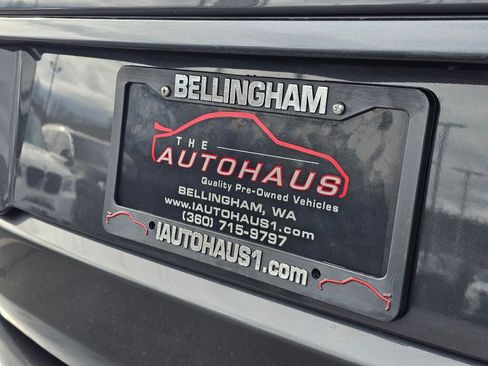 BELLINGHAM
THE
AUTOHAUS
Quality Pre-Owned Vehicles
BELLINGHAM, WA
www.IAUTOHAUS1.com
(360) 715-9797
IAUTOHAUS1.com